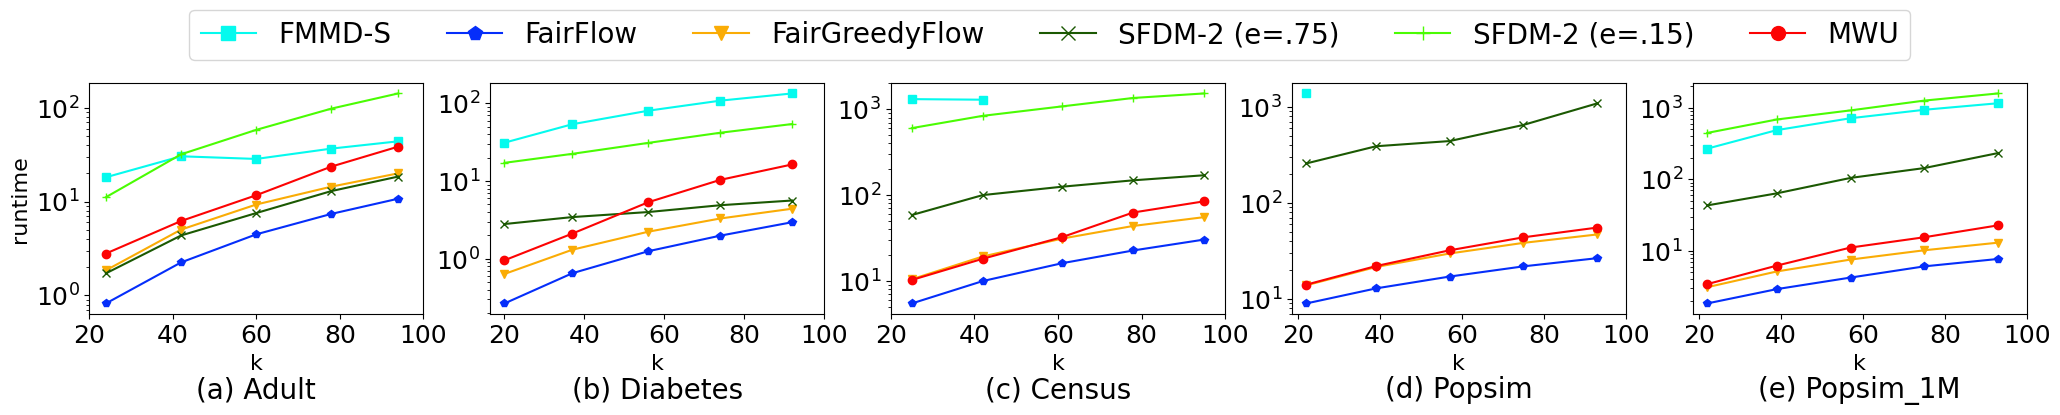 FMMD-S FairFlow FairGreedyFlow SFDM-2 (e=.75) SFDM-2 (e=.15) MWU
runtime
10² 10¹ 10⁰
20 40 60 80 100
k
(a) Adult
10² 10¹ 10⁰
20 40 60 80 100
k
(b) Diabetes
10³ 10² 10¹
20 40 60 80 100
k
(c) Census
10³ 10² 10¹
20 40 60 80 100
k
(d) Popsim
10³ 10² 10¹
20 40 60 80 100
k
(e) Popsim_1M